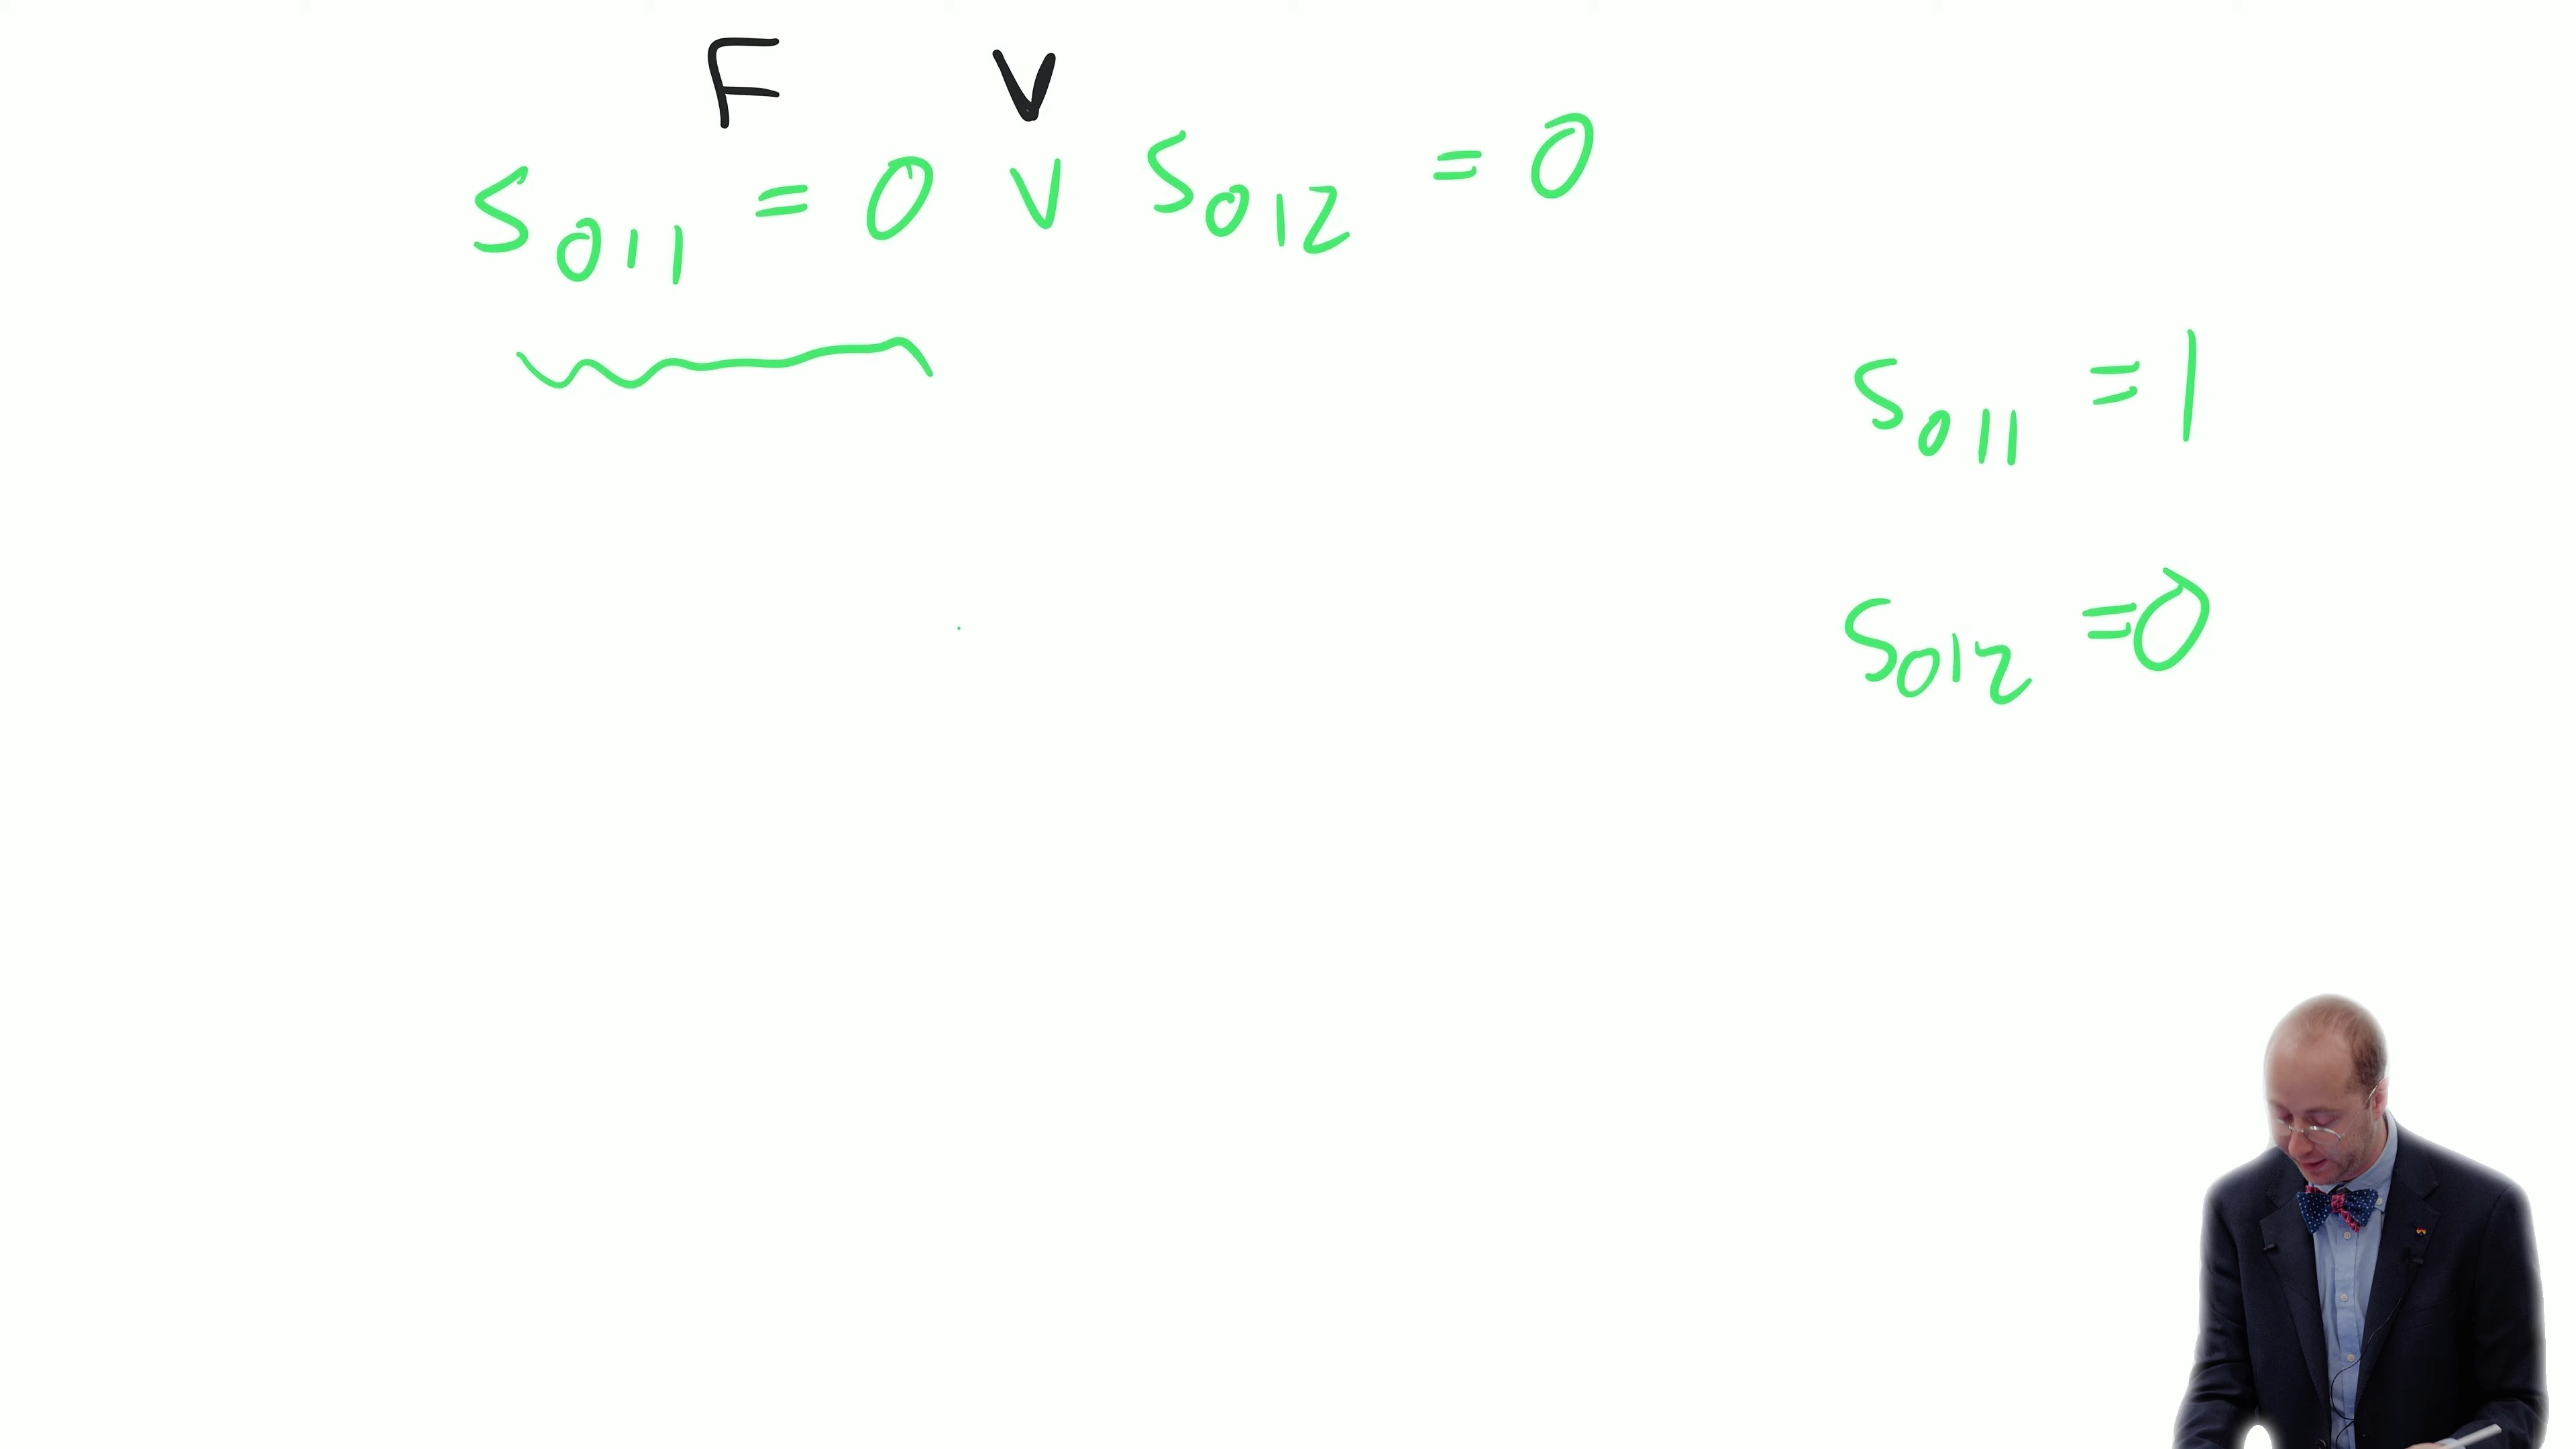 F V
S011 = 0 V S012 = 0
S011 = 1
S012 = 0